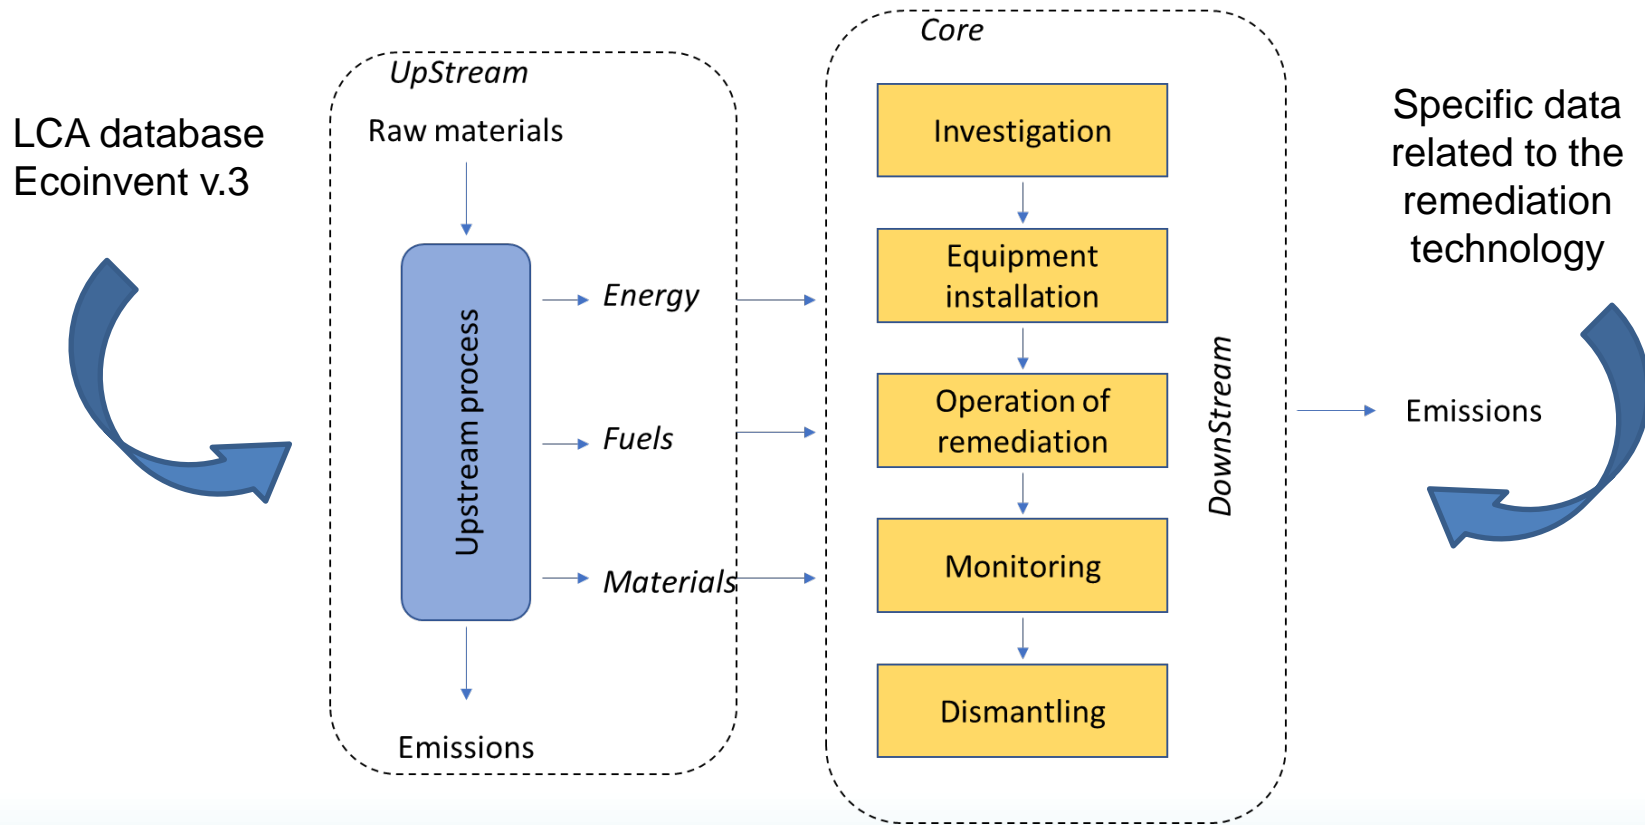 LCA database
Ecoinvent v.3
UpStream
Raw materials
Upstream process
Energy
Fuels
Materials
Emissions
Core
Investigation
Equipment
installation
Operation of
remediation
Monitoring
Dismantling
DownStream
Specific data
related to the
remediation
technology
Emissions